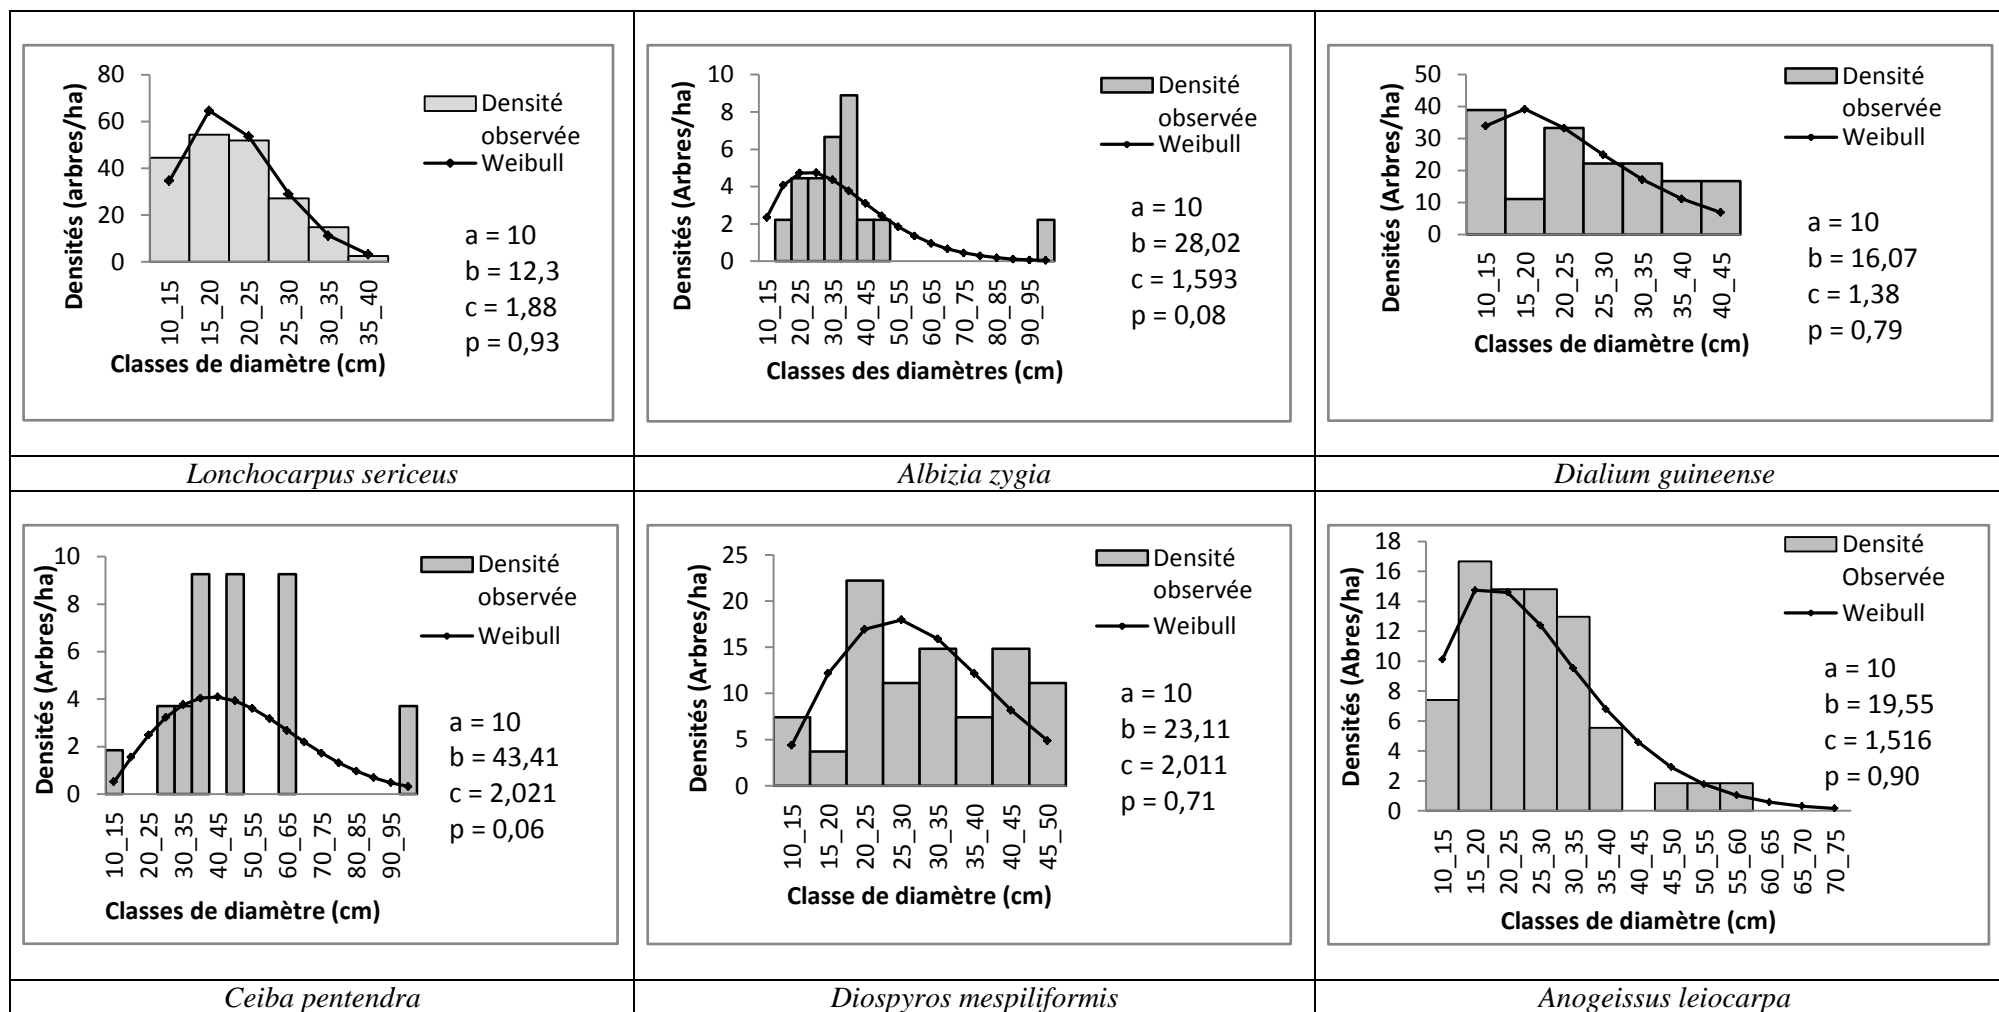 80
60
40
20
0
Densités (arbres/ha)
10_15
15_20
20_25
25_30
30_35
35_40
Classes de diamètre (cm)
Densité
observée
Weibull
a = 10
b = 12,3
c = 1,88
p = 0,93
10
8
6
4
2
0
Densités (Arbres/ha)
10_15
20_25
30_35
40_45
50_55
60_65
70_75
80_85
90_95
Classes des diamètres (cm)
Densité
observée
Weibull
a = 10
b = 28,02
c = 1,593
p = 0,08
50
40
30
20
10
0
Densités (Arbres/ha)
10_15
15_20
20_25
25_30
30_35
35_40
40_45
Classes de diamètre (cm)
Densité
observée
Weibull
a = 10
b = 16,07
c = 1,38
p = 0,79
Lonchocarpus sericeus
Albizia zygia
Dialium guineense
10
8
6
4
2
0
Densités (Arbres/ha)
10_15
20_25
30_35
40_45
50_55
60_65
70_75
80_85
90_95
Classes de diamètre (cm)
Densité
observée
Weibull
a = 10
b = 43,41
c = 2,021
p = 0,06
25
20
15
10
5
0
Densités (Arbres/ha)
10_15
15_20
20_25
25_30
30_35
35_40
40_45
45_50
Classe de diamètre (cm)
Densité
observée
Weibull
a = 10
b = 23,11
c = 2,011
p = 0,71
18
16
14
12
10
8
6
4
2
0
Densités (Abres/ha)
10_15
15_20
20_25
25_30
30_35
35_40
40_45
45_50
50_55
55_60
60_65
65_70
70_75
Classes de diamètre (cm)
Densité
Observée
Weibull
a = 10
b = 19,55
c = 1,516
p = 0,90
Ceiba pentendra
Diospyros mespiliformis
Anogeissus leiocarpa